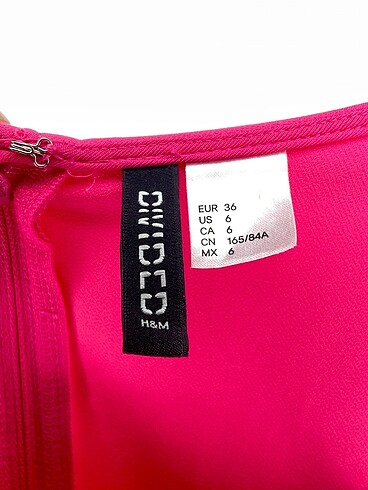 DIVIDED
H&M
EUR 36
US 6
CA 6
CN 165/84A
MX 6